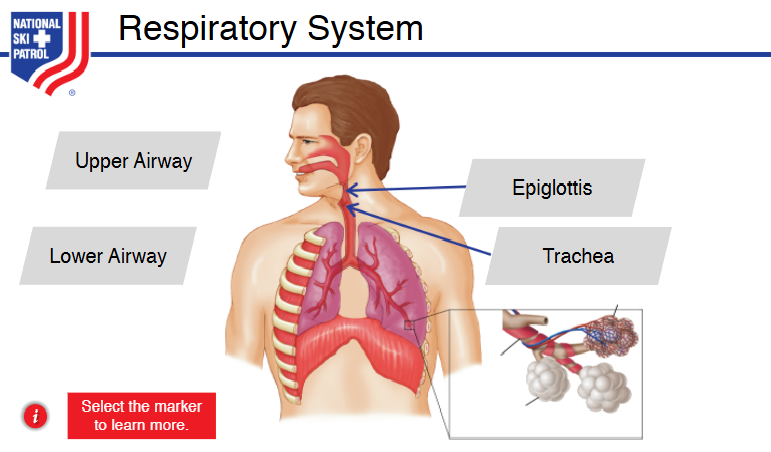 NATIONAL
SKI
PATROL
®
Respiratory System
Upper Airway
Epiglottis
Lower Airway
Trachea
i
Select the marker
to learn more.